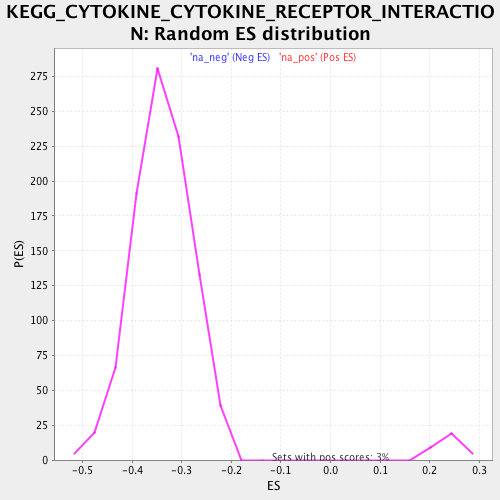 KEGG_CYTOKINE_CYTOKINE_RECEPTOR_INTERACTIO
N: Random ES distribution
'na_neg' (Neg ES) 'na_pos' (Pos ES)
275
250
225
200
175
150
125
100
75
50
25
0
P(ES)
Sets with pos scores: 3%
-0.5 -0.4 -0.3 -0.2 -0.1 0.0 0.1 0.2 0.3
ES